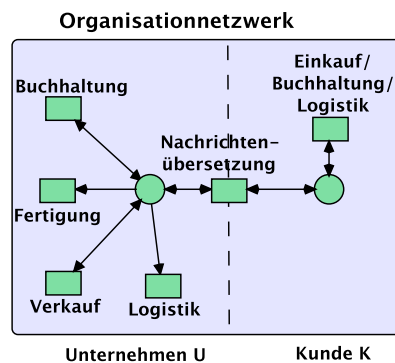 Organisationnetzwerk
Einkauf/
Buchhaltung/
Logistik
Buchhaltung
Nachrichten-
übersetzung
Fertigung
Verkauf
Logistik
Unternehmen U
Kunde K